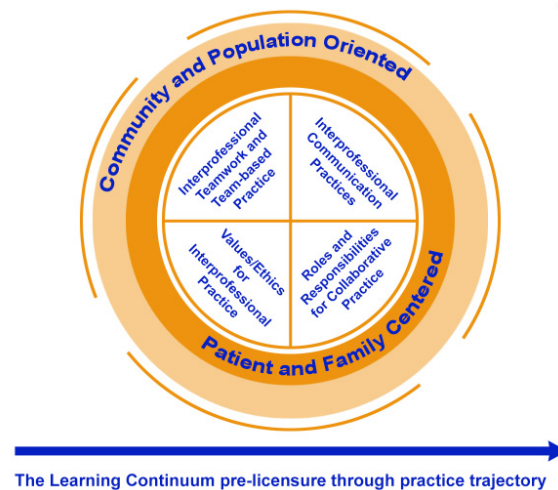 Community and Population Oriented
Interprofessional
Teamwork and
Team-based
Practice
Interprofessional
Communication
Practices
Values/Ethics
for
Interprofessional
Practice
Roles and
Responsibilities
for Collaborative
Practice
Patient and Family Centered
The Learning Continuum pre-licensure through practice trajectory